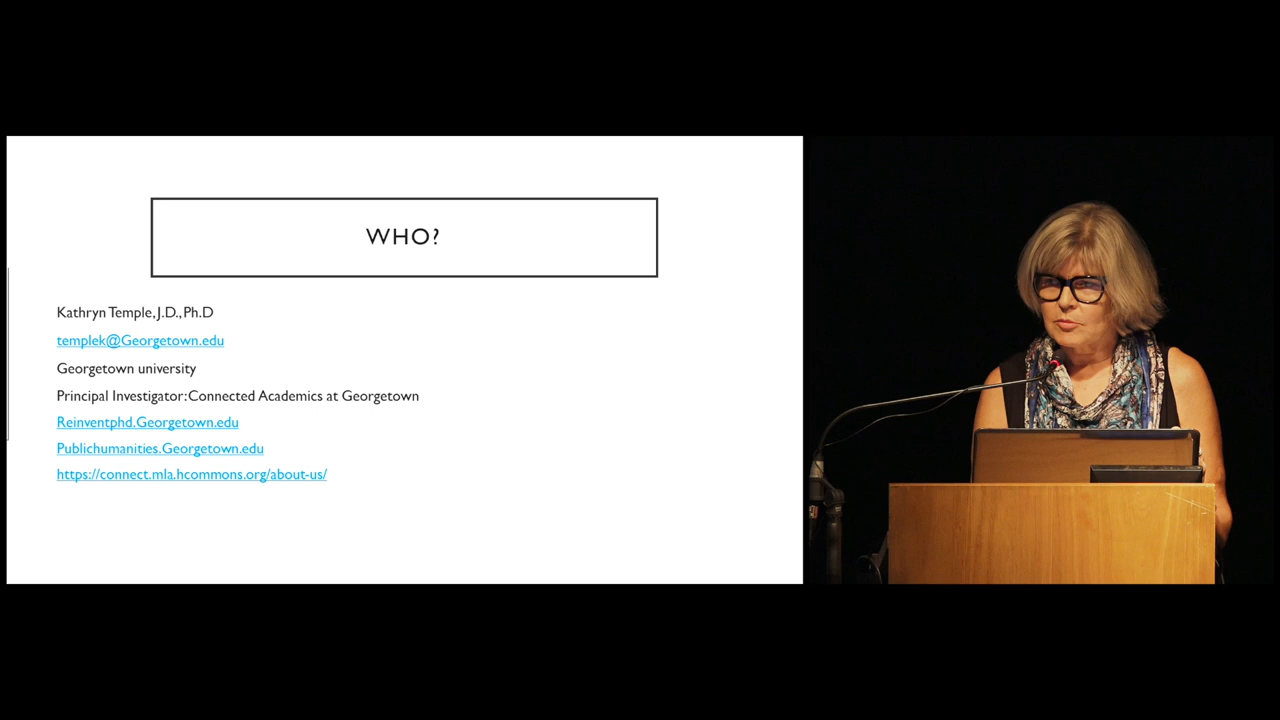 WHO?
Kathryn Temple, J.D., Ph.D
templek@Georgetown.edu
Georgetown university
Principal Investigator: Connected Academics at Georgetown
Reinventphd.Georgetown.edu
Publichumanities.Georgetown.edu
https://connect.mla.hcommons.org/about-us/